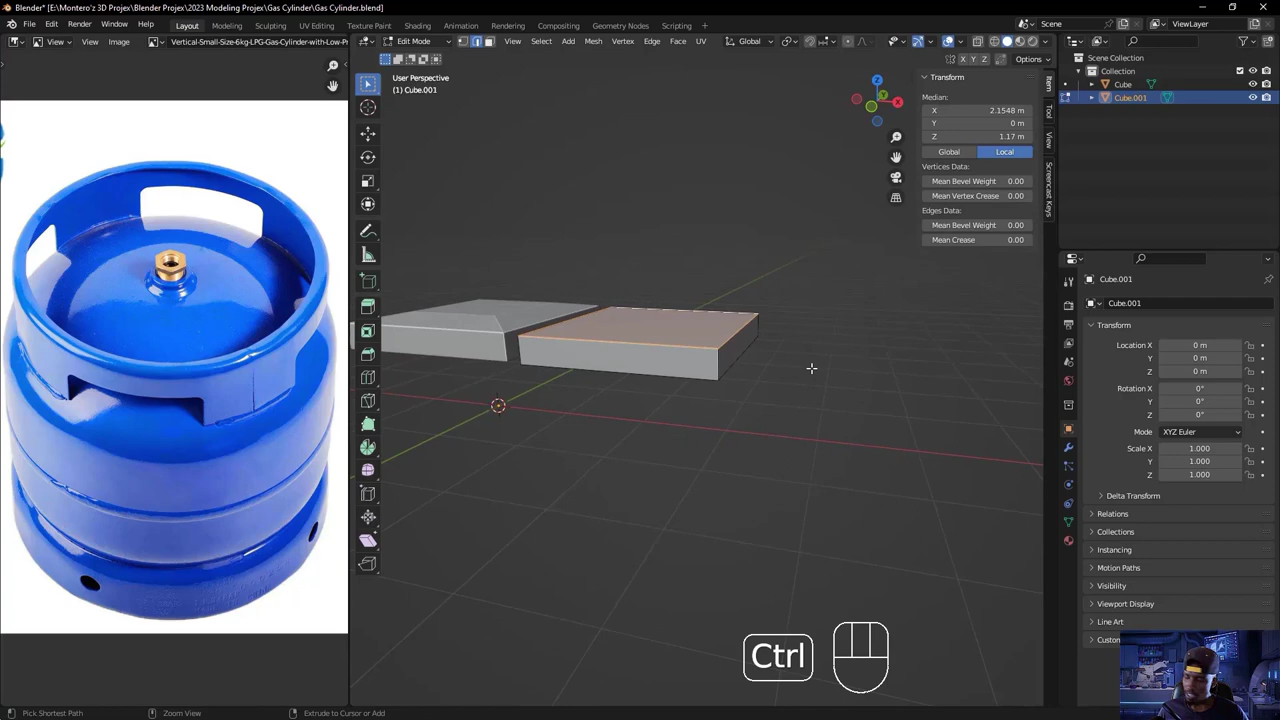 Blender* [E:\Montero'z 3D Projex\Blender Projex\2023 Modeling Projex\Gas Cylinder\Gas Cylinder.blend]
File Edit Render Window Help Layout Modeling Sculpting UV Editing Texture Paint Shading Animation Rendering Compositing Geometry Nodes Scripting Scene ViewLayer
View View Image Vertical-Small-Size-6kg-LPG-Gas-Cylinder-with-Low-Pr Edit Mode View Select Add Mesh Vertex Edge Face UV Global
X Y Z Options
User Perspective
(1) Cube.001
Z
Y
X
Transform
Median:
X 2.1548 m
Y 0 m
Z 1.17 m
Global Local
Vertices Data:
Mean Bevel Weight 0.00
Mean Vertex Crease 0.00
Edges Data:
Mean Bevel Weight 0.00
Mean Crease 0.00
Item
Tool
View
Screencast Keys
Scene Collection
Collection
Cube
Cube.001
Cube.001
Cube.001
Transform
Location X 0 m
Y 0 m
Z 0 m
Rotation X 0°
Y 0°
Z 0°
Mode XYZ Euler
Scale X 1.000
Y 1.000
Z 1.000
Delta Transform
Relations
Collections
Instancing
Motion Paths
Visibility
Viewport Display
Line Art
Custo
Ctrl
Pick Shortest Path Zoom View Extrude to Cursor or Add